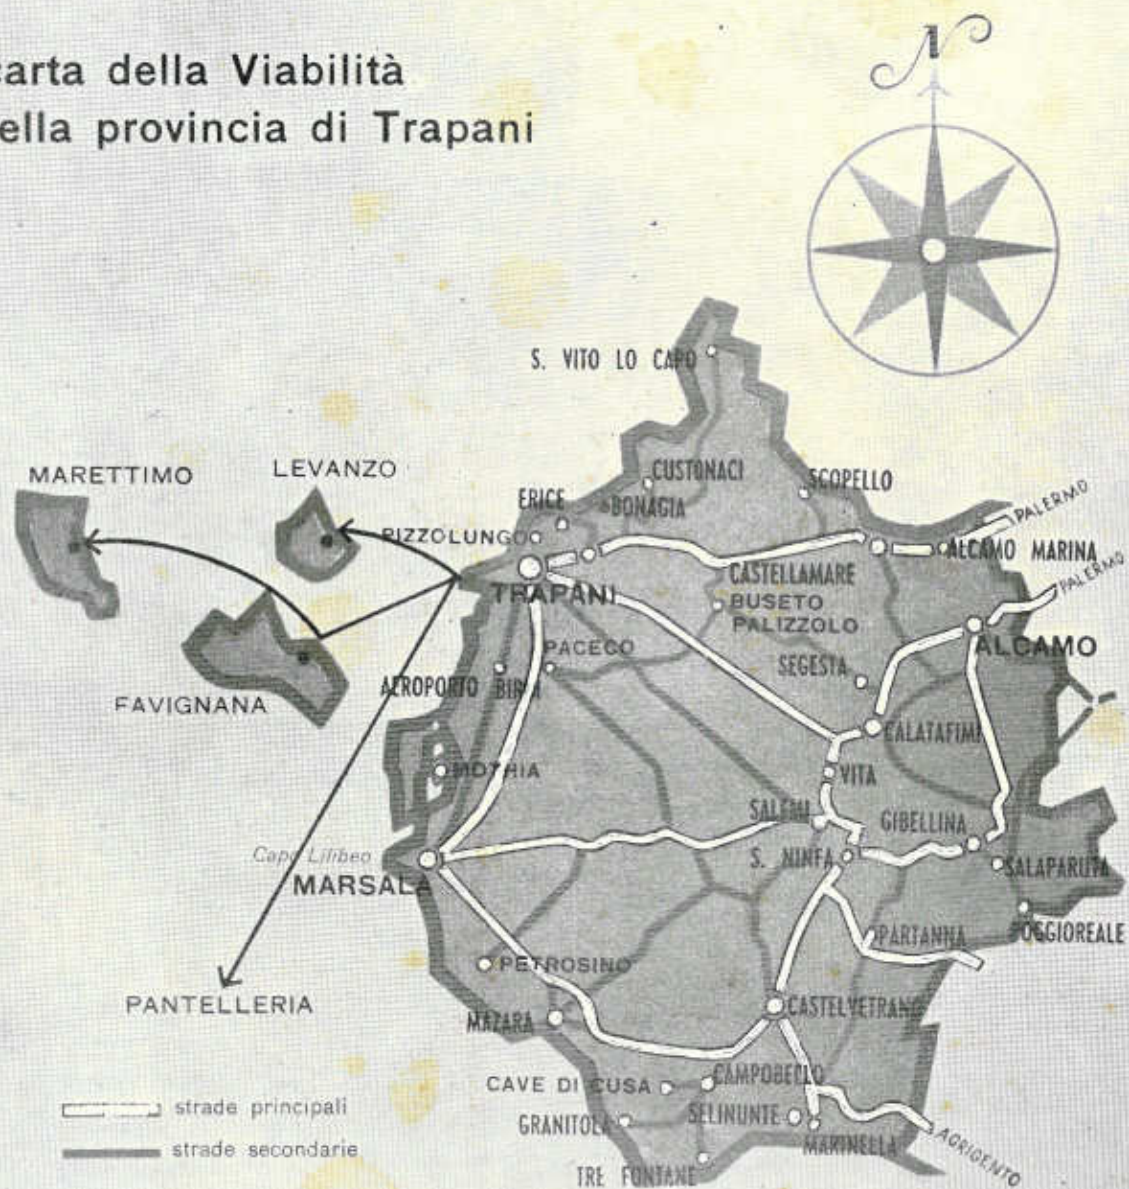 carta della Viabilità
ella provincia di Trapani
N
S. VITO LO CAPO
MARETTIMO
LEVANZO
CUSTONACI
SCOPELLO
ERICE
BONAGIA
PALERMO
PIZZOLUNGO
ALCAMO MARINA
CASTELLAMARE
PALERMO
TRAPANI
BUSETO
PALIZZOLO
PACECO
ALCAMO
SEGESTA
AEROPORTO BIRGI
FAVIGNANA
CALATAFIMI
MOTHIA
VITA
SALEMI
GIBELLINA
Capo Lilibeo
S. NINFA
SALAPARUTA
MARSALA
PARTANNA
POGGIOREALE
PETROSINO
PANTELLERIA
CASTELVETRANO
MAZARA
CAVE DI CUSA
CAMPOBELLO
strade principali
GRANITOLA
SELINUNTE
MARINELLA
AGRIGENTO
strade secondarie
TRE FONTANE